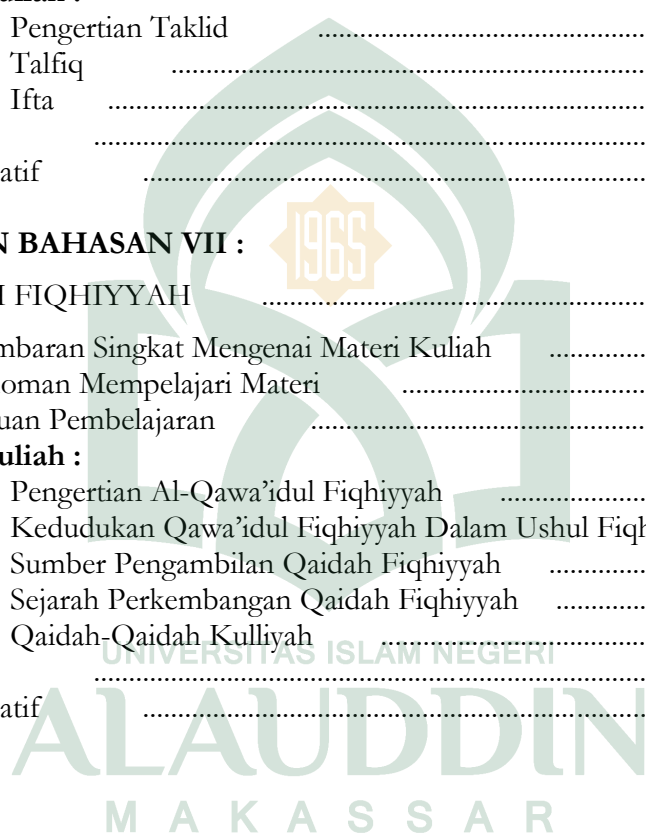 Pengertian Taklid ..................................................
Talfiq ........................................................................
Ifta ..................................................................................
....................................................................................
atif ............................................................................
N BAHASAN VII :
I FIQHIYYAH ..........................................................
mbaran Singkat Mengenai Materi Kuliah ...............
oman Mempelajari Materi .....................................
uan Pembelajaran ..................................................
uliah :
Pengertian Al-Qawa'idul Fiqhiyyah ......................
Kedudukan Qawa'idul Fiqhiyyah Dalam Ushul Fiqh
Sumber Pengambilan Qaidah Fiqhiyyah ...............
Sejarah Perkembangan Qaidah Fiqhiyyah ..............
Qaidah-Qaidah Kulliyah ........................................
....................................................................................
atif ............................................................................
1965
UNIVERSITAS ISLAM NEGERI
ALAUDDIN
MAKASSAR